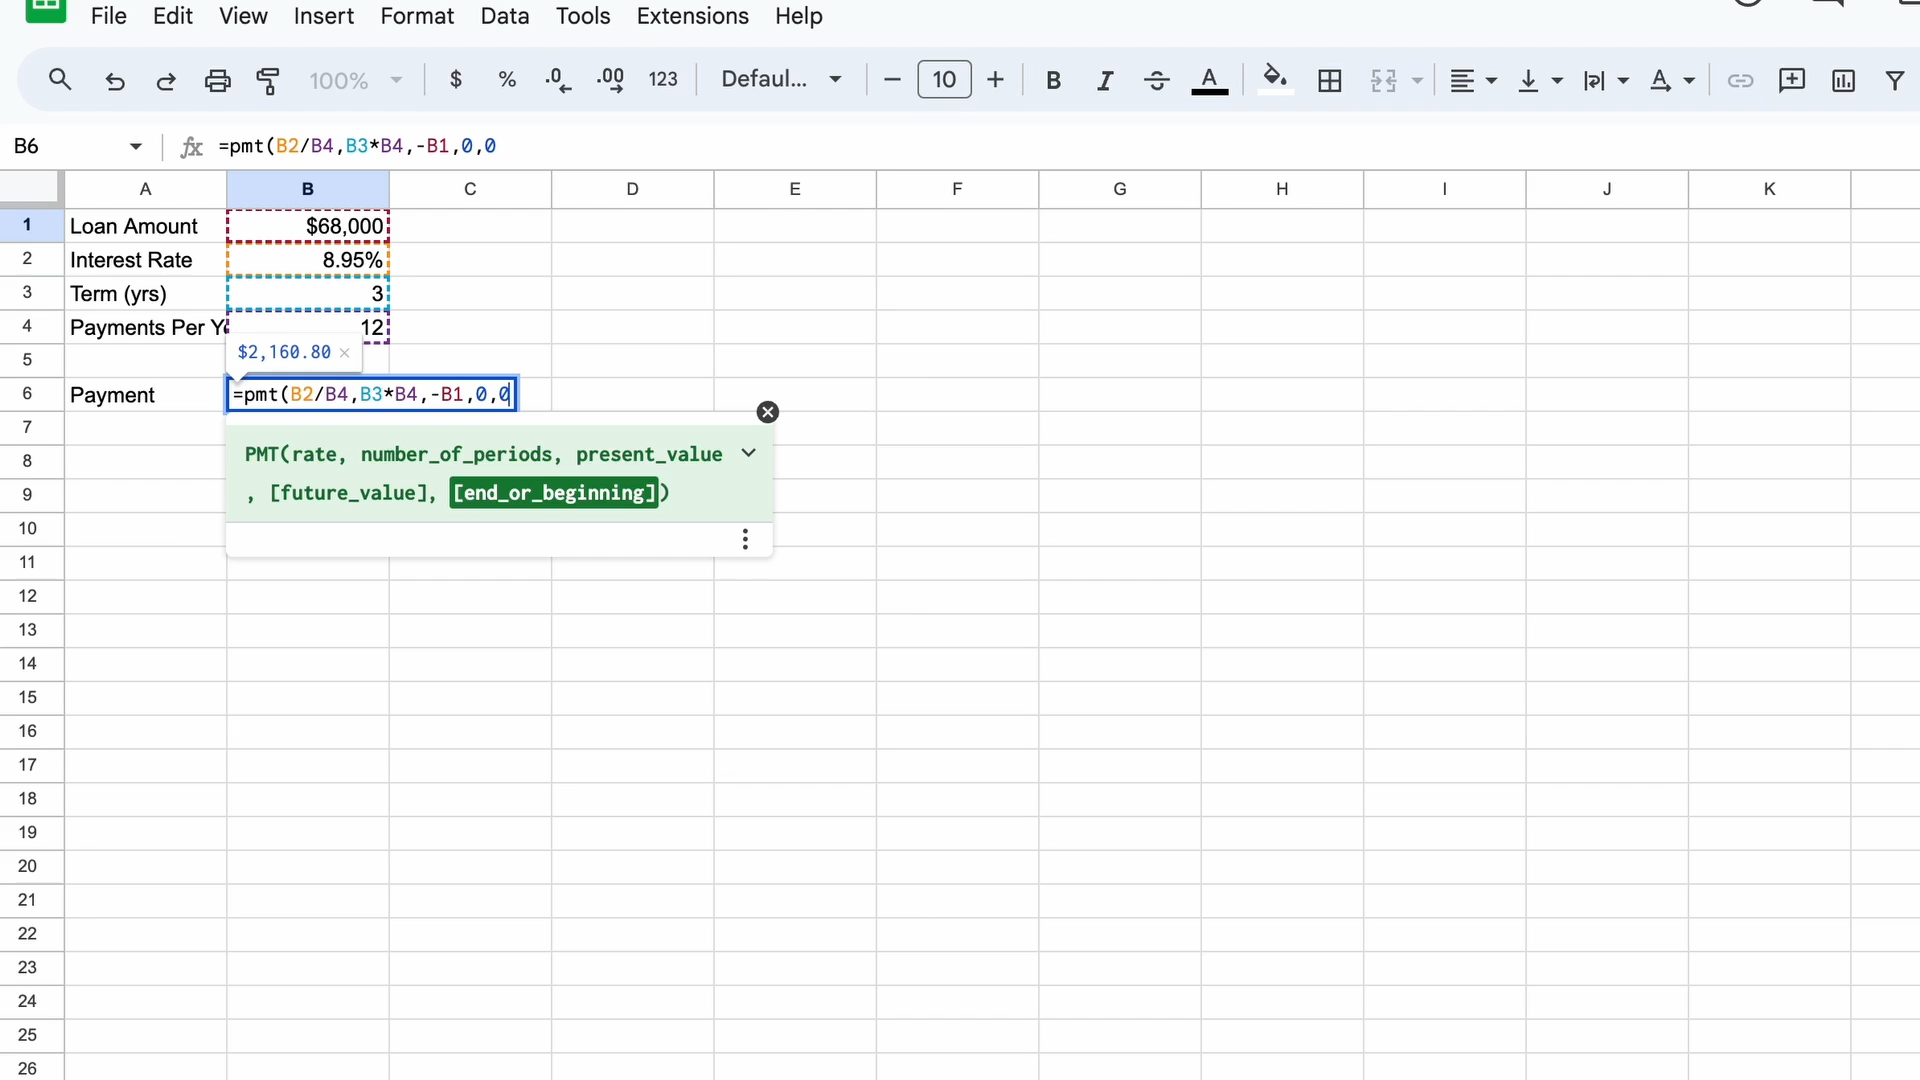 File Edit View Insert Format Data Tools Extensions Help
100% $ % .0 .00 123 Defaul... − 10 + B I S A A
B6 fx =pmt(B2/B4,B3*B4,-B1,0,0
A B C D E F G H I J K
1 Loan Amount $68,000
2 Interest Rate 8.95%
3 Term (yrs) 3
4 Payments Per Ye 12
$2,160.80 ×
5
6 Payment =pmt(B2/B4,B3*B4,-B1,0,0
7
PMT(rate, number_of_periods, present_value
8
, [future_value], [end_or_beginning])
9
10
11
12
13
14
15
16
17
18
19
20
21
22
23
24
25
26